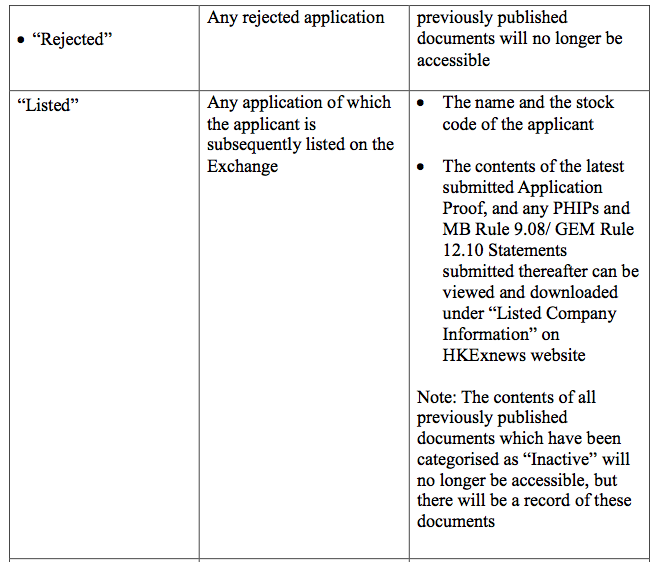 • “Rejected”
Any rejected application
previously published
documents will no longer be
accessible
“Listed”
Any application of which
the applicant is
subsequently listed on the
Exchange
• The name and the stock
code of the applicant
• The contents of the latest
submitted Application
Proof, and any PHIPs and
MB Rule 9.08/ GEM Rule
12.10 Statements
submitted thereafter can be
viewed and downloaded
under “Listed Company
Information” on
HKExnews website
Note: The contents of all
previously published
documents which have been
categorised as “Inactive” will
no longer be accessible, but
there will be a record of these
documents